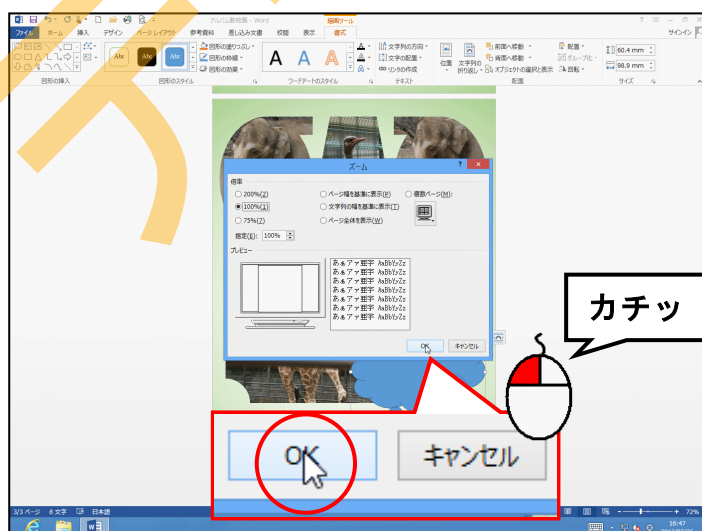 アルバム動物園 - Word
描画ツール
ファイル ホーム 挿入 デザイン ページ レイアウト 参考資料 差し込み文書 校閲 表示 書式 サインイン
Abc Abc Abc
図形の塗りつぶし
図形の枠線
図形の効果
A A A
文字列の方向
文字の配置
リンクの作成
位置 文字列の折り返し
前面へ移動
背面へ移動
オブジェクトの選択と表示
配置
グループ化
回転
60.4 mm
98.9 mm
図形の挿入 図形のスタイル ワードアートのスタイル テキスト 配置 サイズ
ズーム
倍率
200%(2) ページ幅を基準に表示(P) 複数ページ(M):
100%(1) 文字列の幅を基準に表示(T)
75%(7) ページ全体を表示(W)
指定(E): 100%
プレビュー
あぁアァ亜宇 AaBbYyZz
あぁアァ亜宇 AaBbYyZz
あぁアァ亜宇 AaBbYyZz
あぁアァ亜宇 AaBbYyZz
あぁアァ亜宇 AaBbYyZz
あぁアァ亜宇 AaBbYyZz
OK キャンセル
カチッ
OK キャンセル
3/3 ページ 8 文字 日本語 72%
16:47